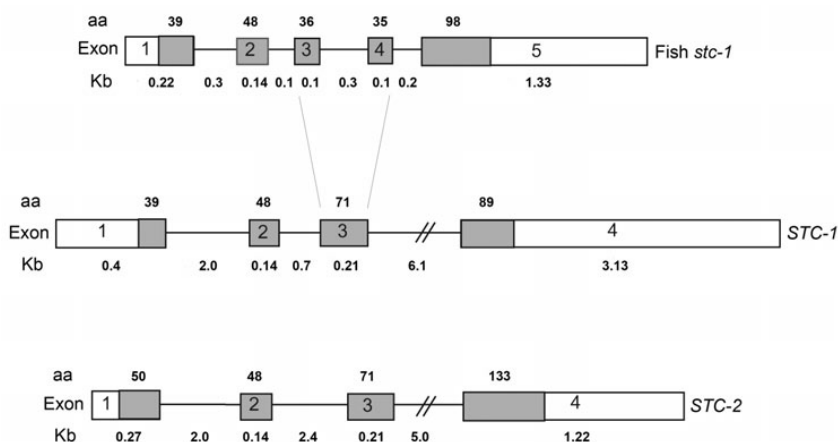 aa 39 48 36 35 98
Exon 1 2 3 4 5 Fish stc-1
Kb 0.22 0.3 0.14 0.1 0.1 0.3 0.1 0.2 1.33
aa 39 48 71 89
Exon 1 2 3 4 STC-1
Kb 0.4 2.0 0.14 0.7 0.21 6.1 3.13
aa 50 48 71 133
Exon 1 2 3 4 STC-2
Kb 0.27 2.0 0.14 2.4 0.21 5.0 1.22